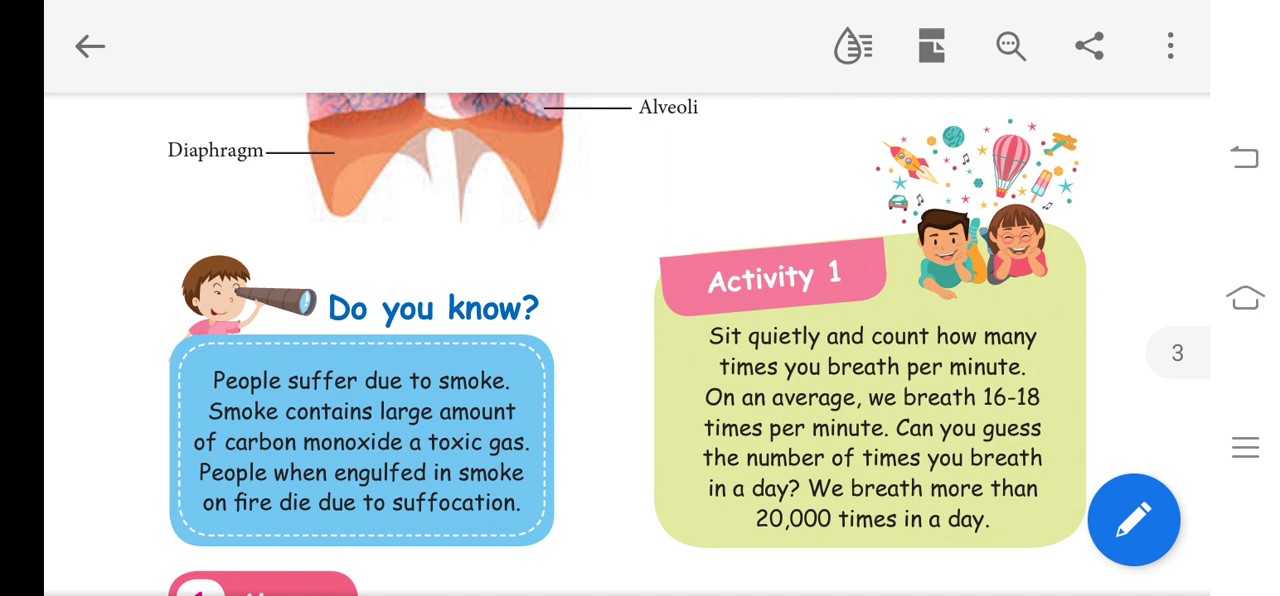 Alveoli
Diaphragm
Do you know?
People suffer due to smoke.
Smoke contains large amount
of carbon monoxide a toxic gas.
People when engulfed in smoke
on fire die due to suffocation.
Activity 1
Sit quietly and count how many
times you breath per minute.
On an average, we breath 16-18
times per minute. Can you guess
the number of times you breath
in a day? We breath more than
20,000 times in a day.
3